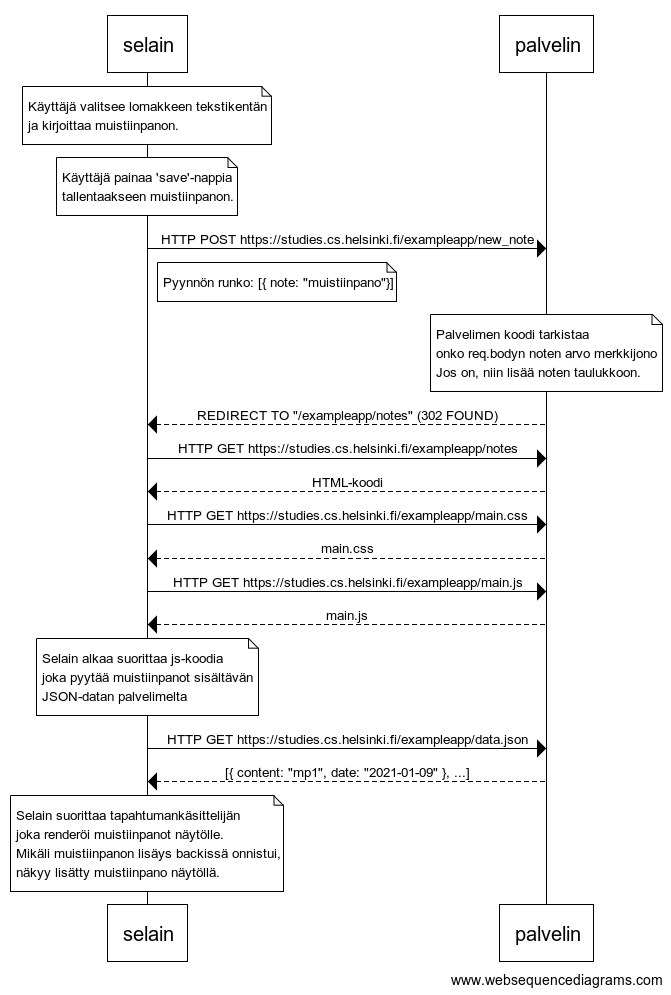 selain
palvelin
Käyttäjä valitsee lomakkeen tekstikentän
ja kirjoittaa muistiinpanon.
Käyttäjä painaa 'save'-nappia
tallentaakseen muistiinpanon.
HTTP POST https://studies.cs.helsinki.fi/exampleapp/new_note
Pyynnön runko: [{ note: "muistiinpano"}]
Palvelimen koodi tarkistaa
onko req.bodyn noten arvo merkkijono
Jos on, niin lisää noten taulukkoon.
REDIRECT TO "/exampleapp/notes" (302 FOUND)
HTTP GET https://studies.cs.helsinki.fi/exampleapp/notes
HTML-koodi
HTTP GET https://studies.cs.helsinki.fi/exampleapp/main.css
main.css
HTTP GET https://studies.cs.helsinki.fi/exampleapp/main.js
main.js
Selain alkaa suorittaa js-koodia
joka pyytää muistiinpanot sisältävän
JSON-datan palvelimelta
HTTP GET https://studies.cs.helsinki.fi/exampleapp/data.json
[{ content: "mp1", date: "2021-01-09" }, ...]
Selain suorittaa tapahtumankäsittelijän
joka renderöi muistiinpanot näytölle.
Mikäli muistiinpanon lisäys backissä onnistui,
näkyy lisätty muistiinpano näytöllä.
selain
palvelin
www.websequencediagrams.com